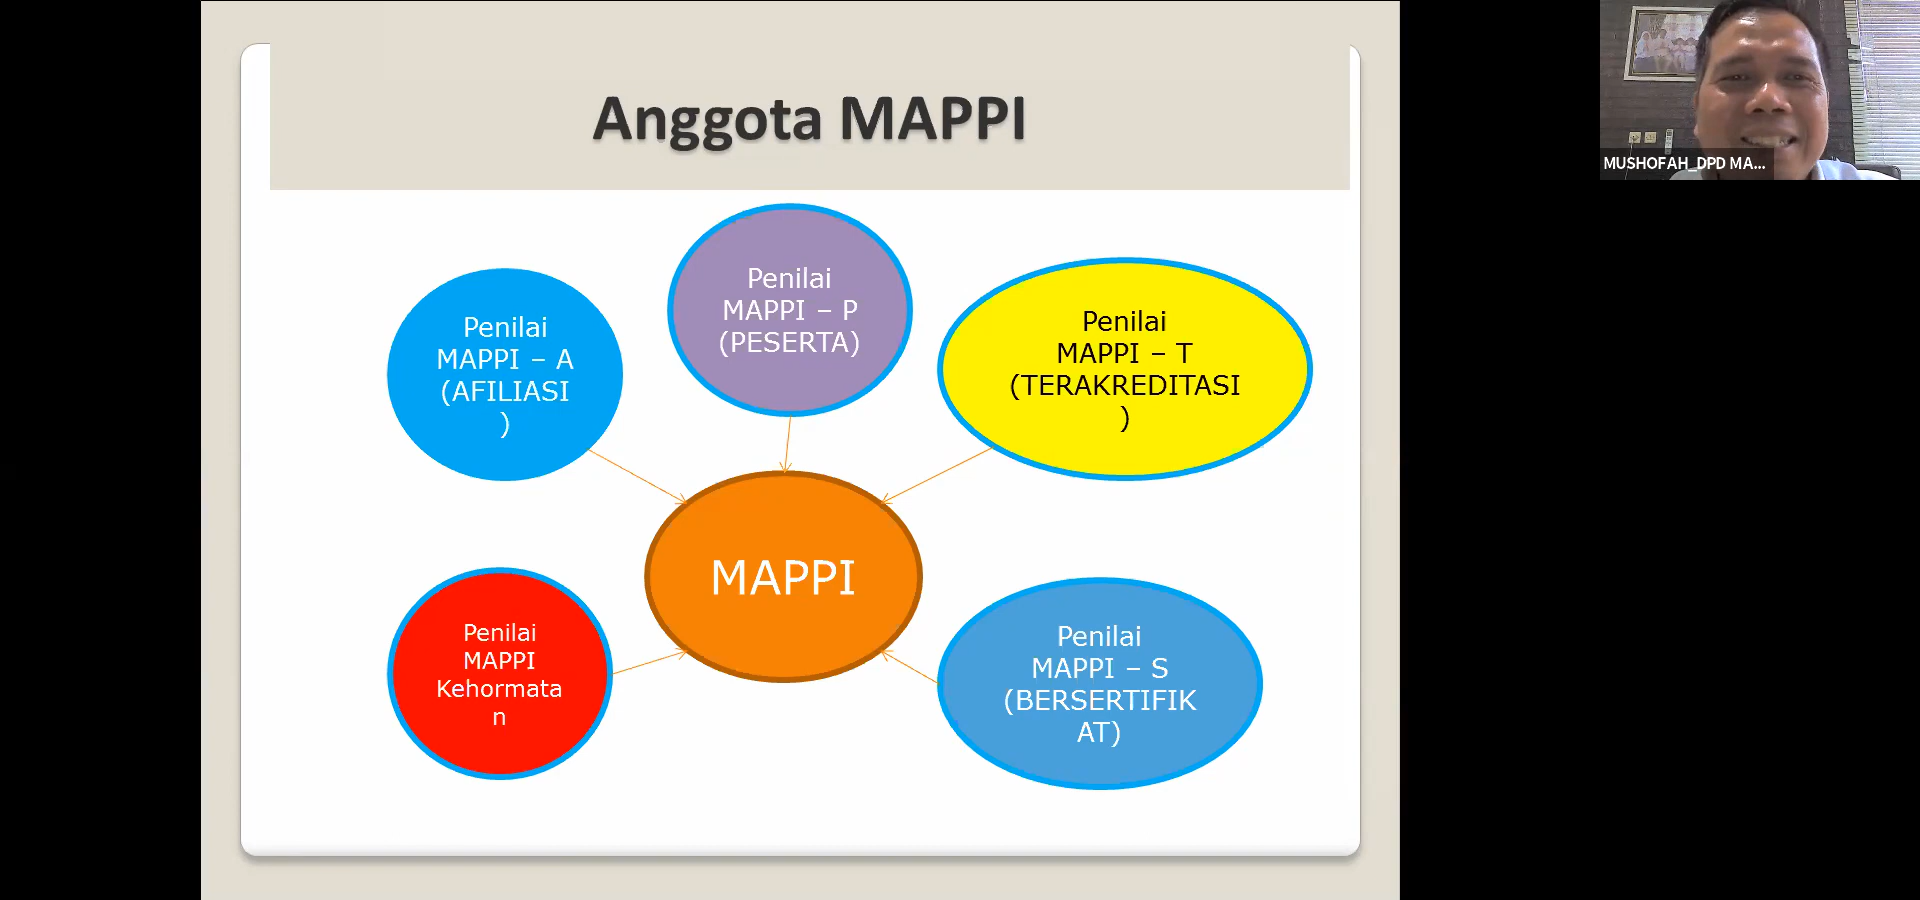 Anggota MAPPI
Penilai
MAPPI – P
(PESERTA)
Penilai
MAPPI – A
(AFILIASI
)
Penilai
MAPPI – T
(TERAKREDITASI
)
MAPPI
Penilai
MAPPI
Kehormata
n
Penilai
MAPPI – S
(BERSERTIFIK
AT)
MUSHOFAH_DPD MA...